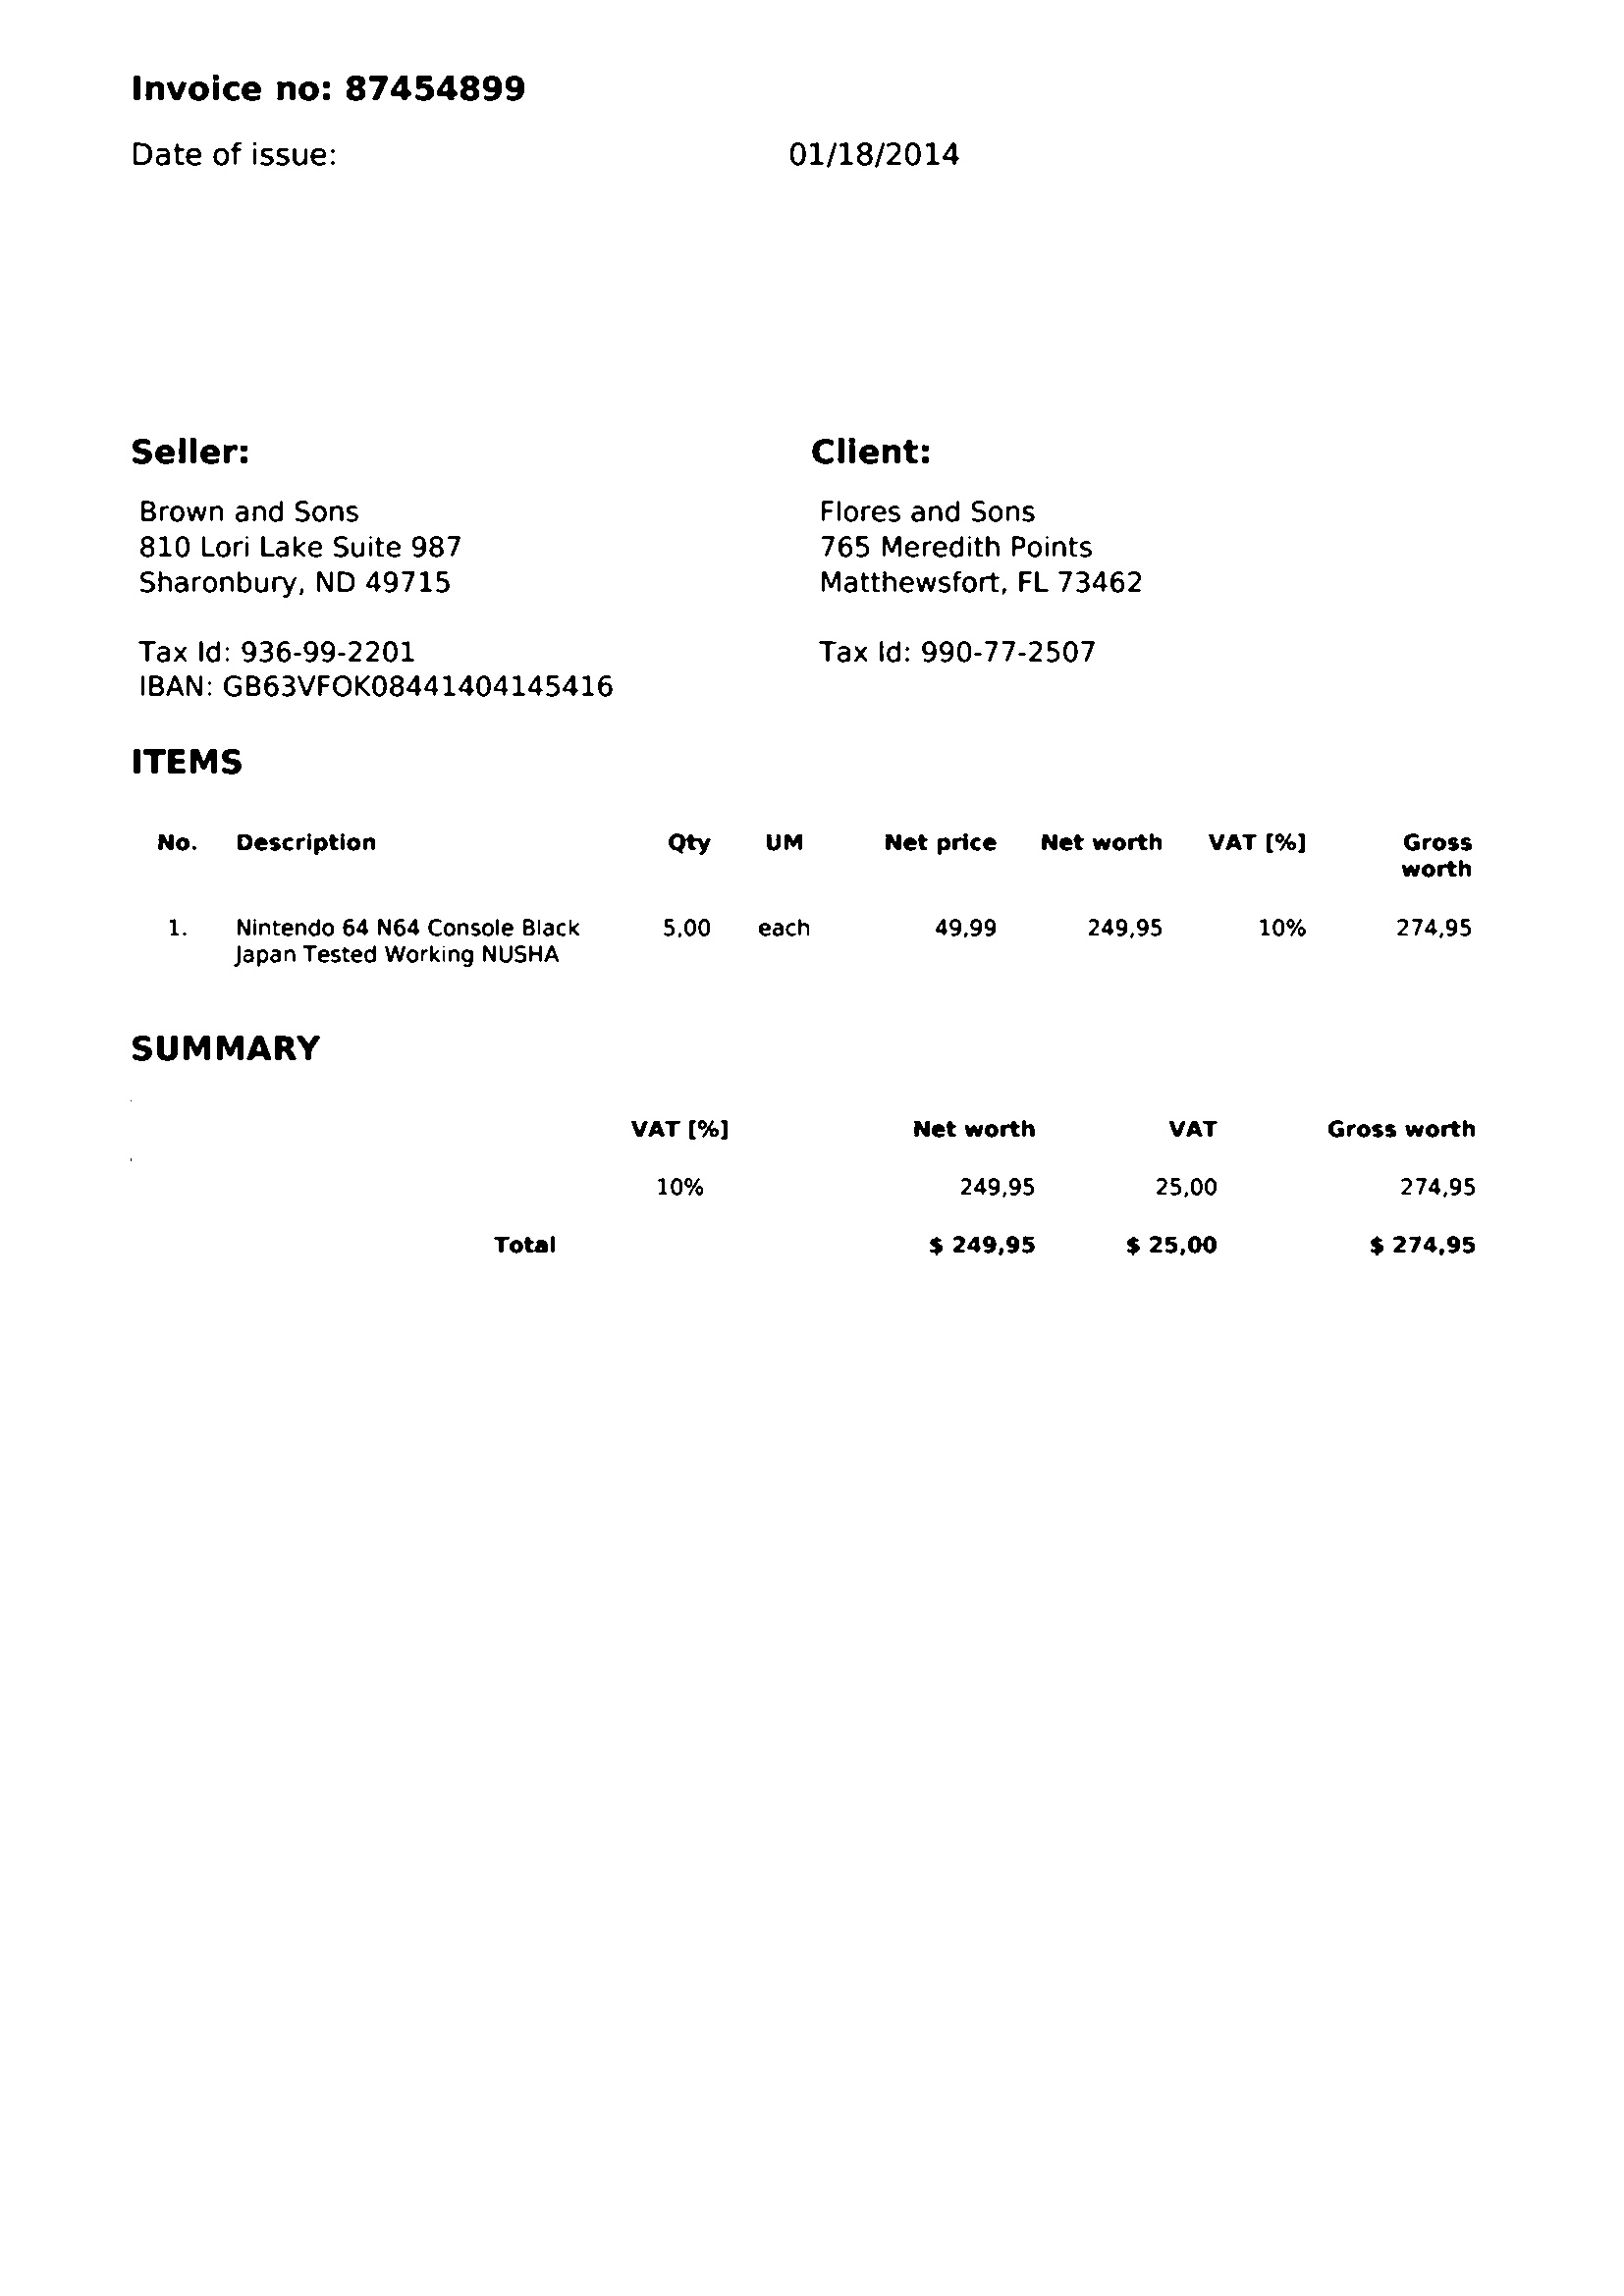 Invoice no: 87454899
Date of issue: 01/18/2014
Seller: Client:
Brown and Sons Flores and Sons
810 Lori Lake Suite 987 765 Meredith Points
Sharonbury, ND 49715 Matthewsfort, FL 73462
Tax Id: 936-99-2201 Tax Id: 990-77-2507
IBAN: GB63VFOK08441404145416
ITEMS
No. Description Qty UM Net price Net worth VAT [%] Gross
worth
1. Nintendo 64 N64 Console Black 5,00 each 49,99 249,95 10% 274,95
Japan Tested Working NUSHA
SUMMARY
VAT [%] Net worth VAT Gross worth
10% 249,95 25,00 274,95
Total $ 249,95 $ 25,00 $ 274,95